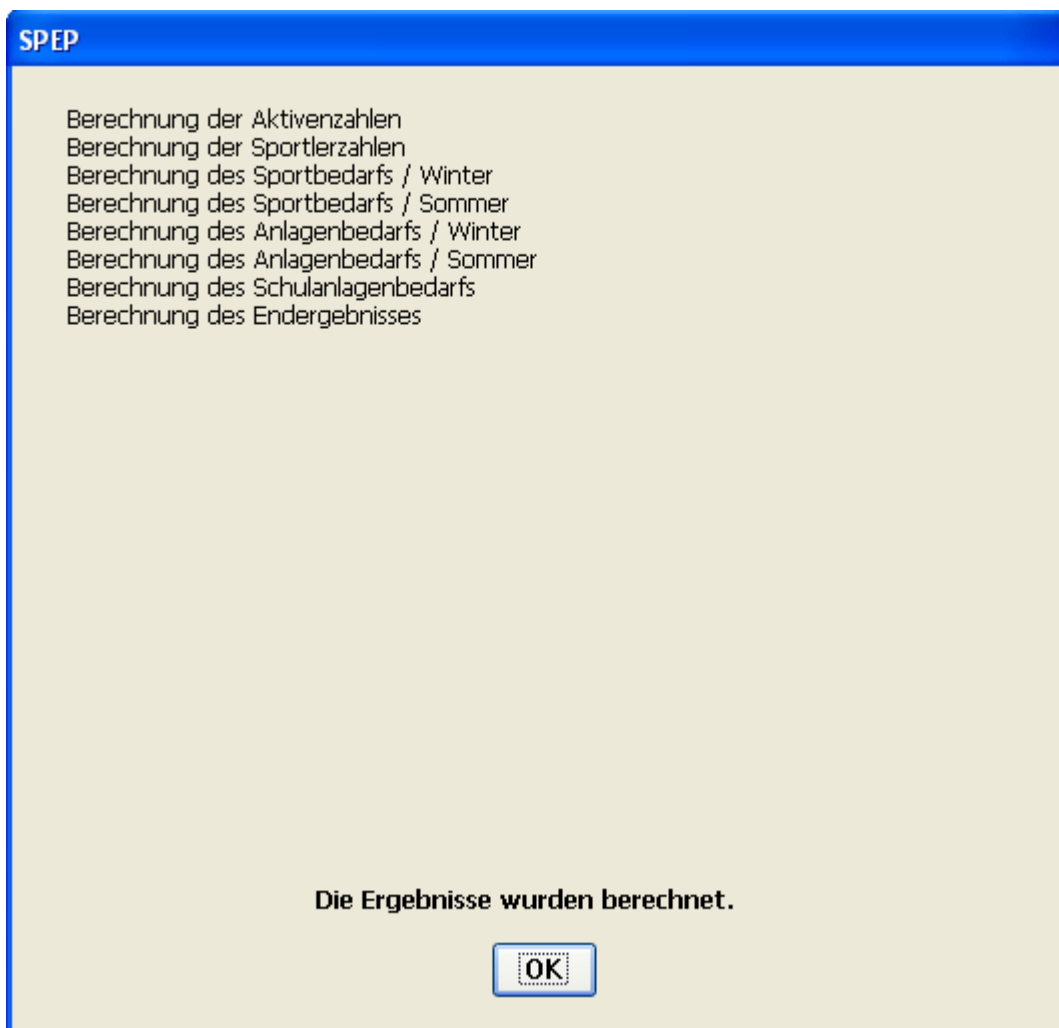 SPEP
Berechnung der Aktivenzahlen
Berechnung der Sportlerzahlen
Berechnung des Sportbedarfs / Winter
Berechnung des Sportbedarfs / Sommer
Berechnung des Anlagenbedarfs / Winter
Berechnung des Anlagenbedarfs / Sommer
Berechnung des Schulanlagenbedarfs
Berechnung des Endergebnisses
Die Ergebnisse wurden berechnet.
OK